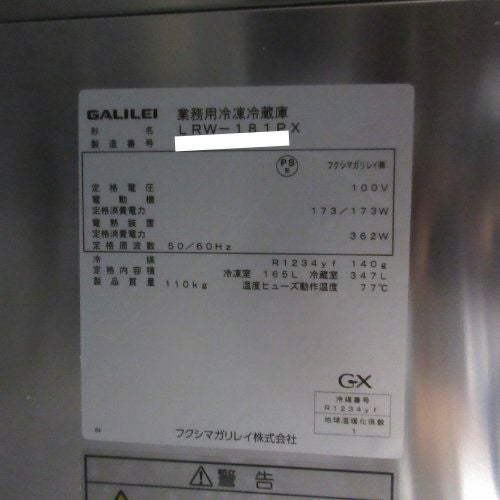 GALILEI 業務用冷凍冷蔵庫
形名 LRW-181PX
製造番号
PS E フクシマガリレイ㈱
定格電圧 100V
電動機
定格消費電力 173/173W
電熱装置
定格消費電力 362W
定格周波数 50/60Hz
冷媒 R1234yf 140g
定格内容積 冷凍室 165L 冷蔵室 347L
製品質量 110kg 温度ヒューズ動作温度 77℃
GX
冷媒番号
R1234yf
地球温暖化係数
1
フクシマガリレイ株式会社
警告